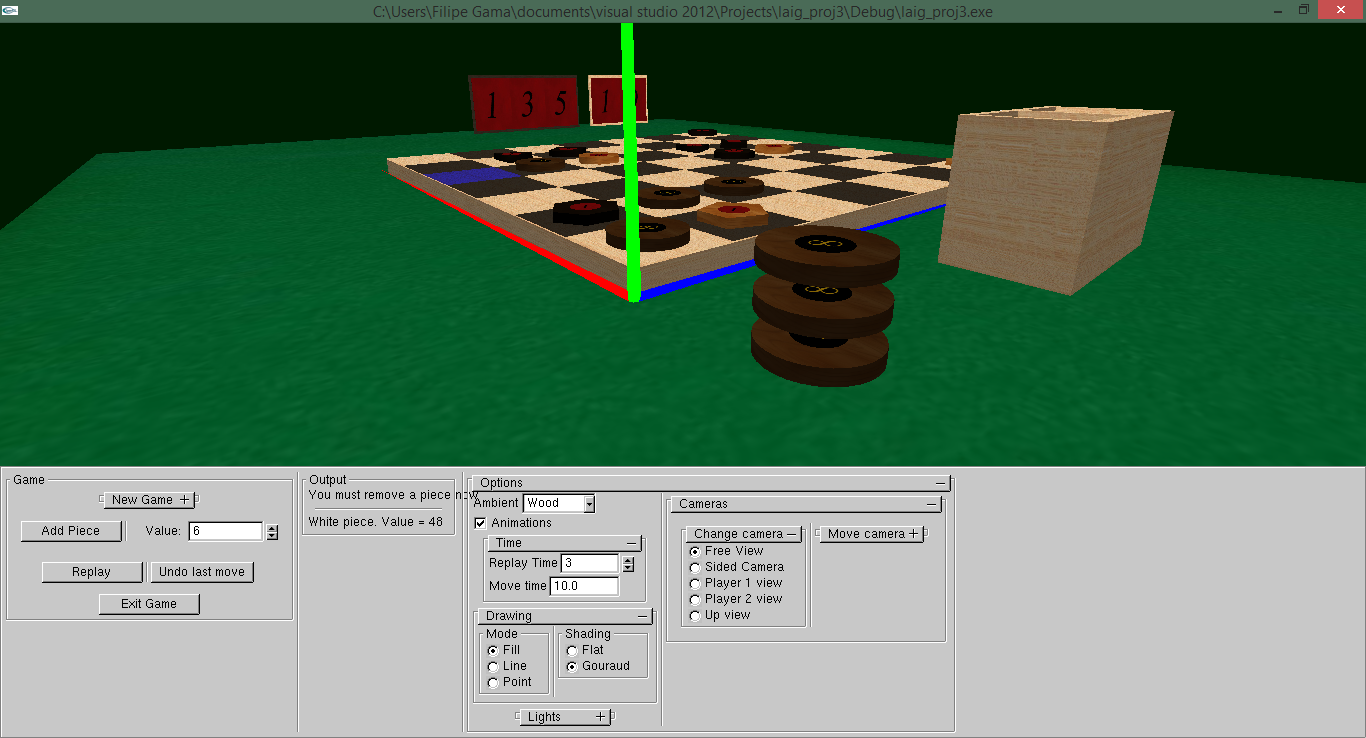 C:\Users\Filipe Gama\documents\visual studio 2012\Projects\laig_proj3\Debug\laig_proj3.exe
1 3 5
1
Game
New Game +
Add Piece
Value: 6
Replay
Undo last move
Exit Game
Output
You must remove a piece now
White piece. Value = 48
Options
Ambient Wood
Animations
Time
Replay Time 3
Move time 10.0
Drawing
Mode
Fill
Line
Point
Shading
Flat
Gouraud
Lights +
Cameras
Change camera
Free View
Sided Camera
Player 1 view
Player 2 view
Up view
Move camera +